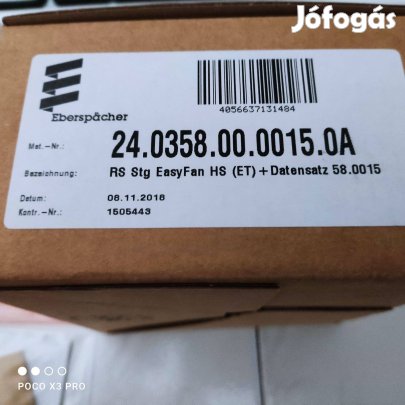 Jófogás
Eberspächer
4056637131484
Mat.-Nr.: 24.0358.00.0015.0A
Bezeichnung: RS Stg EasyFan HS (ET)+Datensatz 58.0015
Datum: 08.11.2018
Kontr.-Nr.: 1505443
POCO X3 PRO